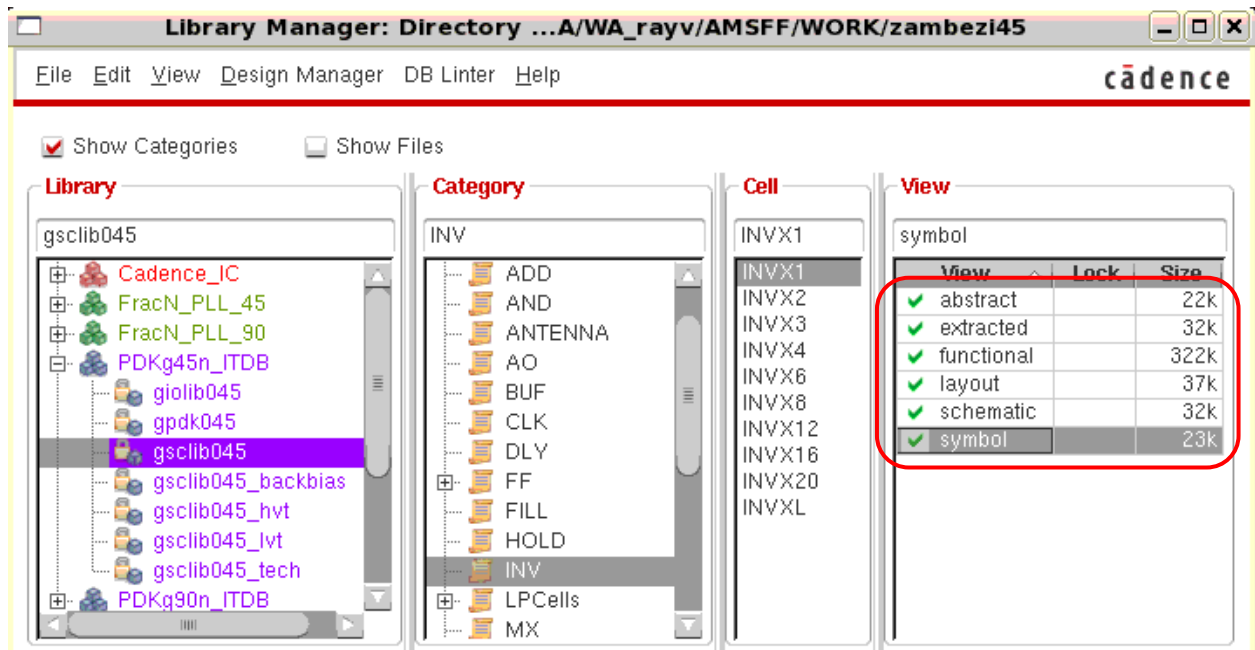 Library Manager: Directory ...A/WA_rayv/AMSFF/WORK/zambezi45
File Edit View Design Manager DB Linter Help
cādence
Show Categories Show Files
Library
gsclib045
Cadence_IC
FracN_PLL_45
FracN_PLL_90
PDKg45n_ITDB
giolib045
gpdk045
gsclib045
gsclib045_backbias
gsclib045_hvt
gsclib045_lvt
gsclib045_tech
PDKg90n_ITDB
Category
INV
ADD
AND
ANTENNA
AO
BUF
CLK
DLY
FF
FILL
HOLD
INV
LPCells
MX
Cell
INVX1
INVX1
INVX2
INVX3
INVX4
INVX6
INVX8
INVX12
INVX16
INVX20
INVXL
View
symbol
View Lock Size
abstract 22k
extracted 32k
functional 322k
layout 37k
schematic 32k
symbol 23k